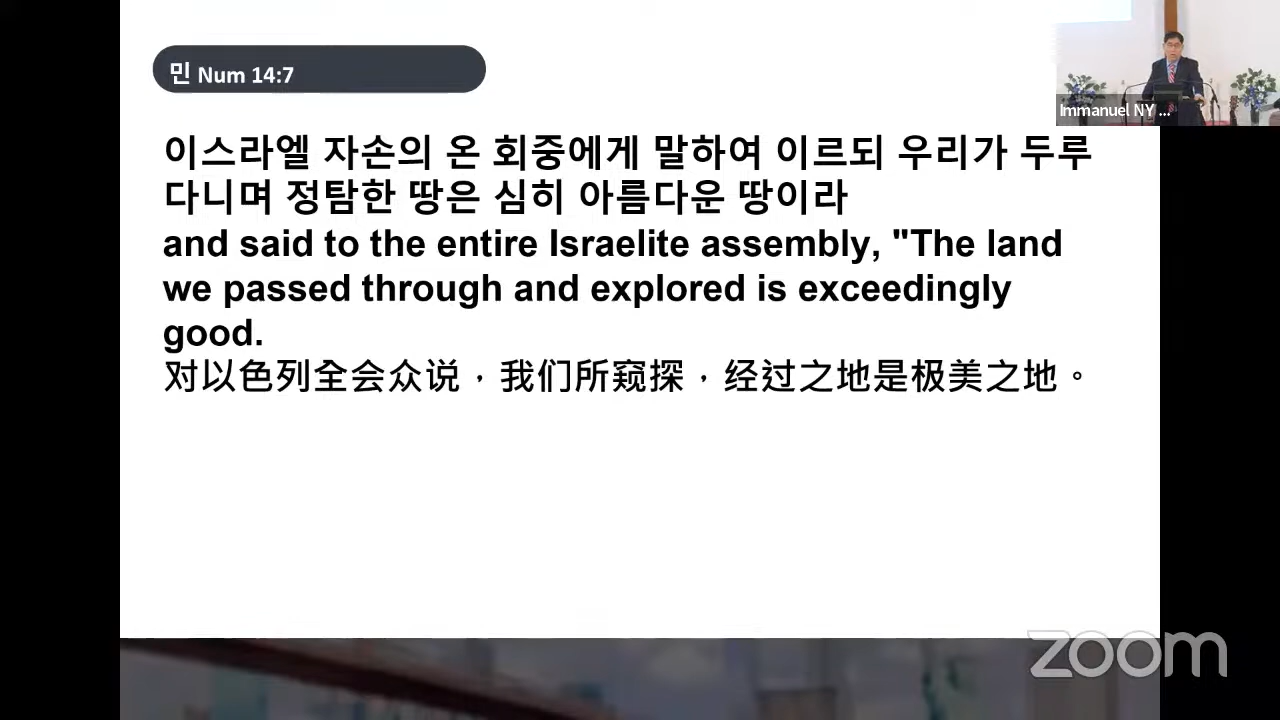 민 Num 14:7
Immanuel NY ...
이스라엘 자손의 온 회중에게 말하여 이르되 우리가 두루
다니며 정탐한 땅은 심히 아름다운 땅이라
and said to the entire Israelite assembly, "The land
we passed through and explored is exceedingly
good.
对以色列全会众说，我们所窥探，经过之地是极美之地。
zoom